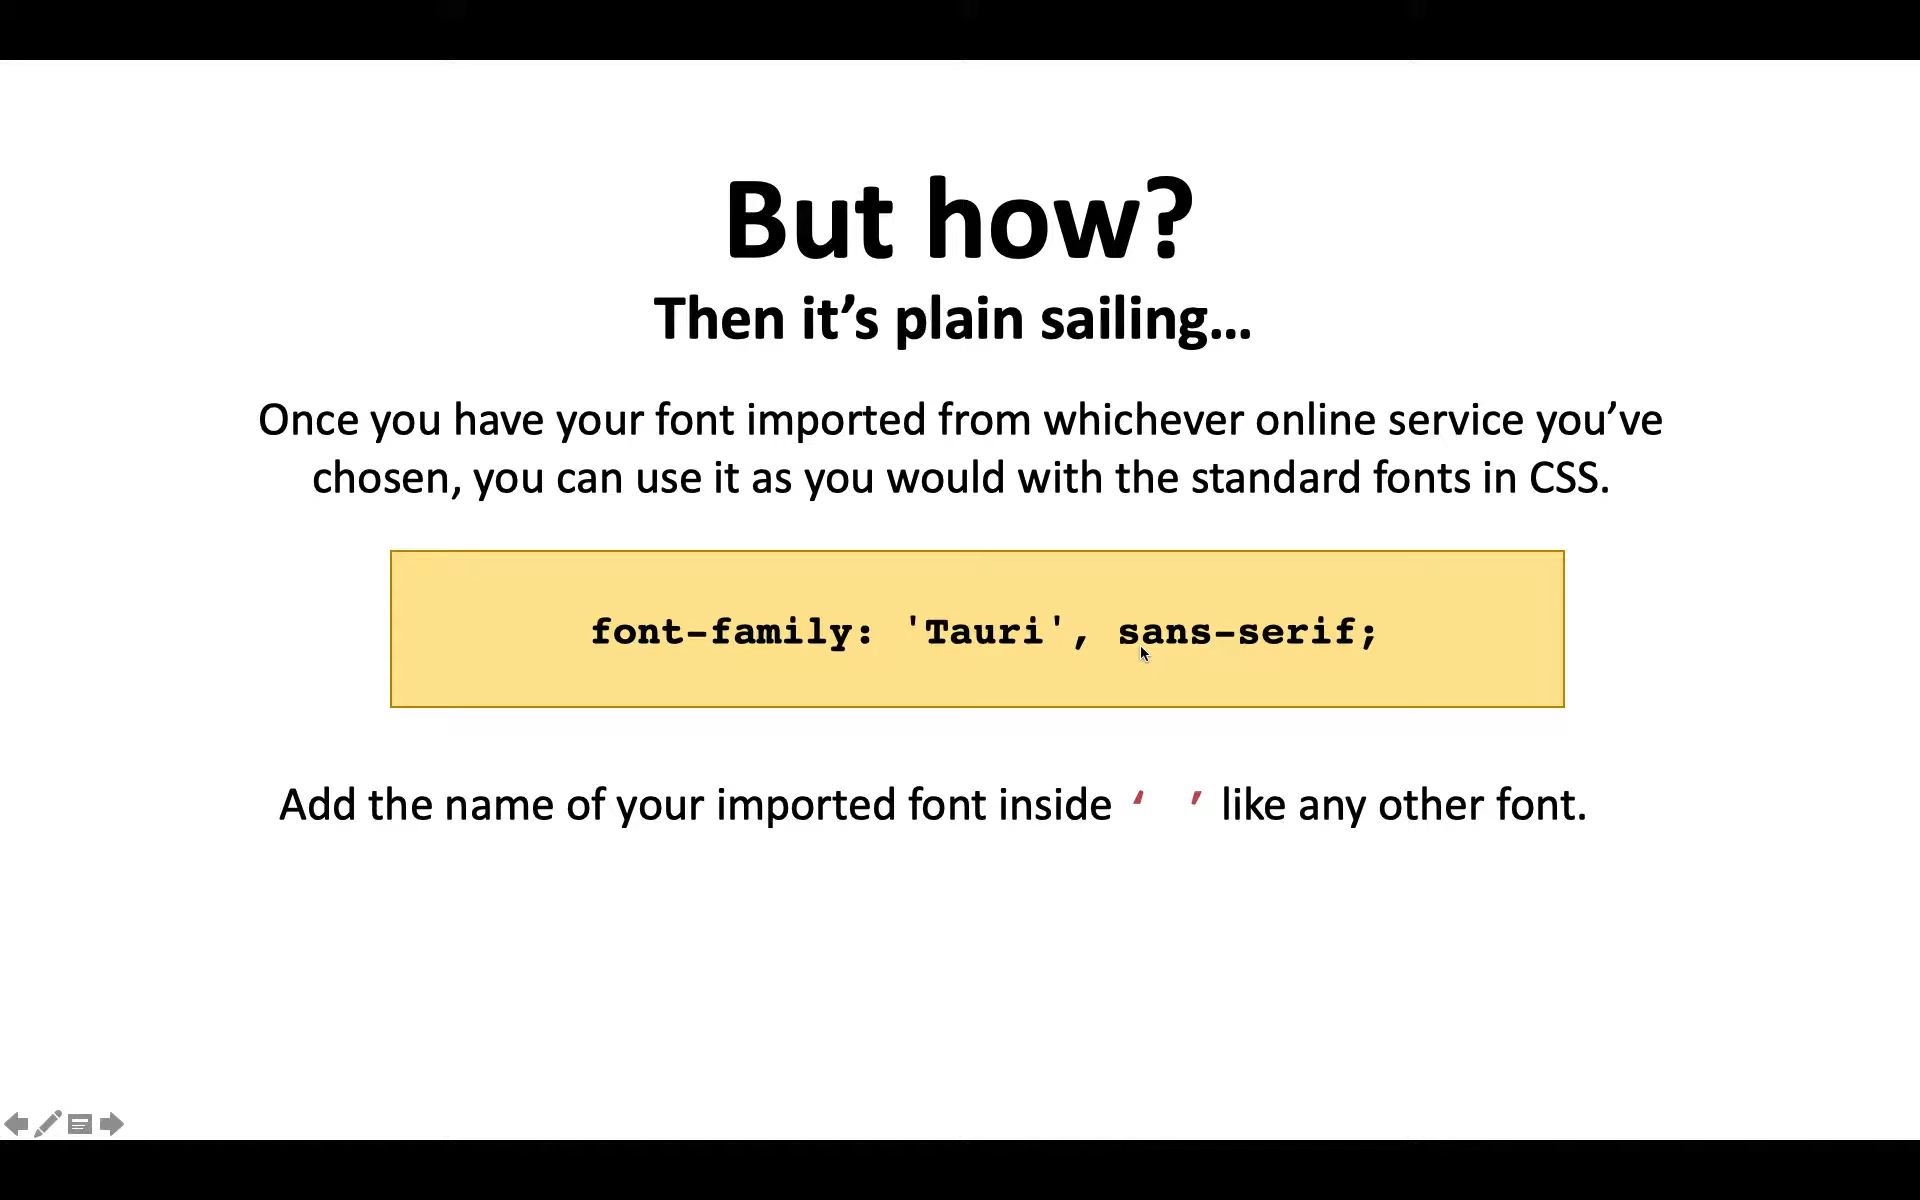 But how?
Then it’s plain sailing…
Once you have your font imported from whichever online service you’ve
chosen, you can use it as you would with the standard fonts in CSS.
font-family: 'Tauri', sans-serif;
Add the name of your imported font inside ‘ ’ like any other font.